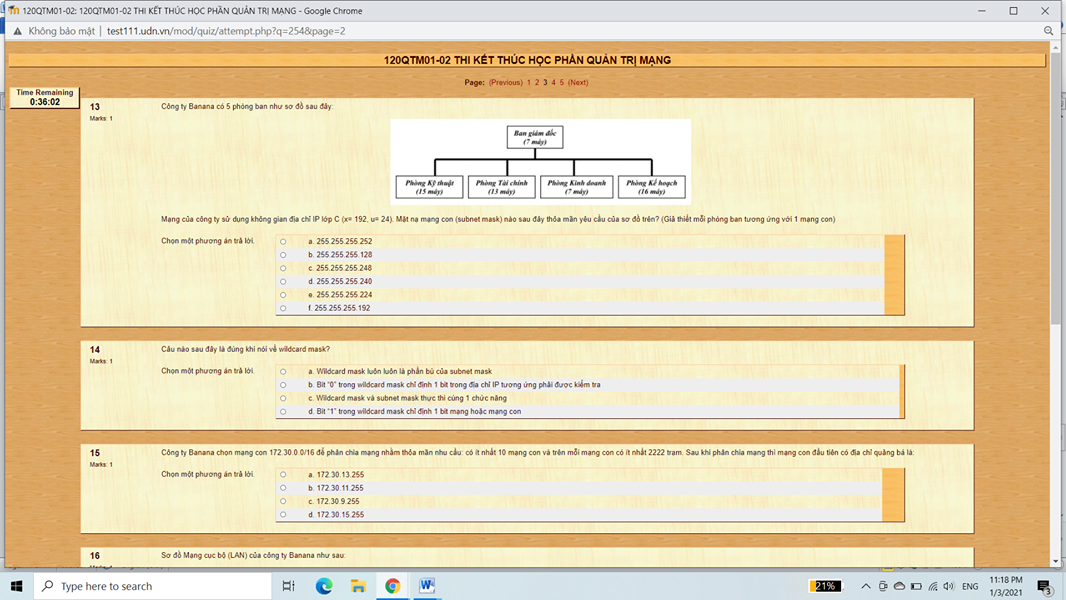 120QTM01-02: 120QTM01-02 THI KẾT THÚC HỌC PHẦN QUẢN TRỊ MẠNG - Google Chrome
Không bảo mật | test111.udn.vn/mod/quiz/attempt.php?q=254&page=2
120QTM01-02 THI KẾT THÚC HỌC PHẦN QUẢN TRỊ MẠNG
Page: (Previous) 1 2 3 4 5 (Next)
Time Remaining
0:36:02
13
Marks: 1
Công ty Banana có 5 phòng ban như sơ đồ sau đây:
Ban giám đốc
(7 máy)
Phòng Kỹ thuật
(15 máy)
Phòng Tài chính
(13 máy)
Phòng Kinh doanh
(7 máy)
Phòng Kế hoạch
(16 máy)
Mạng của công ty sử dụng không gian địa chỉ IP lớp C (x= 192, u= 24). Mặt nạ mạng con (subnet mask) nào sau đây thỏa mãn yêu cầu của sơ đồ trên? (Giả thiết mỗi phòng ban tương ứng với 1 mạng con)
Chọn một phương án trả lời.
a. 255.255.255.252
b. 255.255.255.128
c. 255.255.255.248
d. 255.255.255.240
e. 255.255.255.224
f. 255.255.255.192
14
Marks: 1
Câu nào sau đây là đúng khi nói về wildcard mask?
Chọn một phương án trả lời.
a. Wildcard mask luôn luôn là phần bù của subnet mask
b. Bit "0" trong wildcard mask chỉ định 1 bit trong địa chỉ IP tương ứng phải được kiểm tra
c. Wildcard mask và subnet mask thực thi cùng 1 chức năng
d. Bit "1" trong wildcard mask chỉ định 1 bit mạng hoặc mạng con
15
Marks: 1
Công ty Banana chọn mạng con 172.30.0.0/16 để phân chia mạng nhằm thỏa mãn nhu cầu: có ít nhất 10 mạng con và trên mỗi mạng con có ít nhất 2222 trạm. Sau khi phân chia mạng thì mạng con đầu tiên có địa chỉ quảng bá là:
Chọn một phương án trả lời.
a. 172.30.13.255
b. 172.30.11.255
c. 172.30.9.255
d. 172.30.15.255
16
Sơ đồ Mạng cục bộ (LAN) của công ty Banana như sau:
Type here to search
21%
ENG
11:18 PM
1/3/2021
3